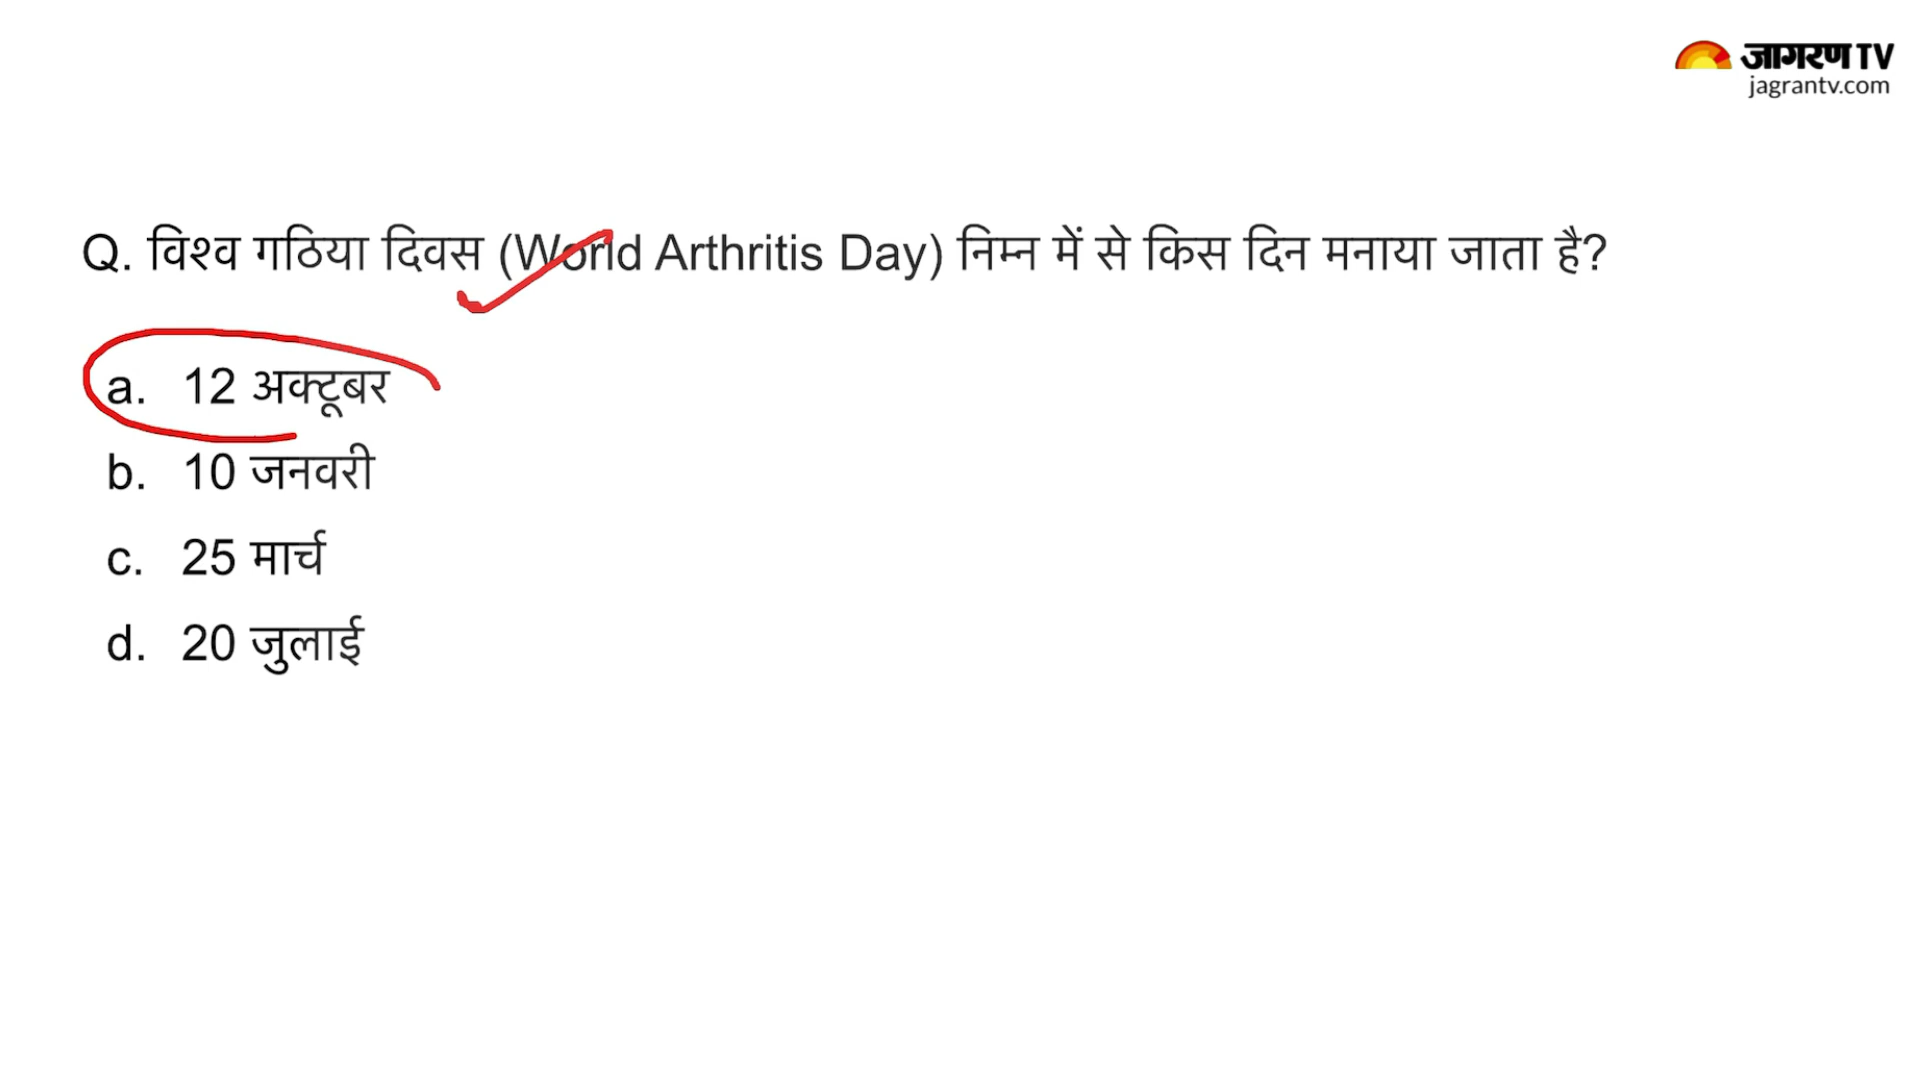 जागरण TV
jagrantv.com
Q. विश्व गठिया दिवस (World Arthritis Day) निम्न में से किस दिन मनाया जाता है?
a. 12 अक्टूबर
b. 10 जनवरी
c. 25 मार्च
d. 20 जुलाई